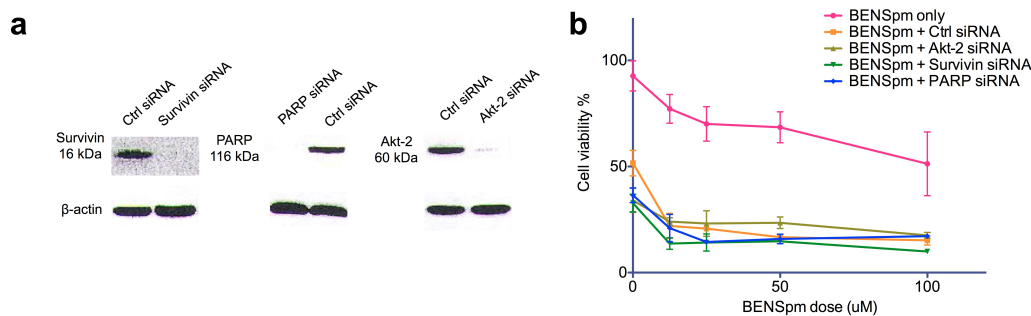 a
Ctrl siRNA
Survivin siRNA
PARP siRNA
Ctrl siRNA
Ctrl siRNA
Akt-2 siRNA
Survivin
16 kDa
PARP
116 kDa
Akt-2
60 kDa
β-actin
b
BENSpm only
BENSpm + Ctrl siRNA
BENSpm + Akt-2 siRNA
BENSpm + Survivin siRNA
BENSpm + PARP siRNA
Cell viability %
100
50
0
0
50
100
BENSpm dose (uM)